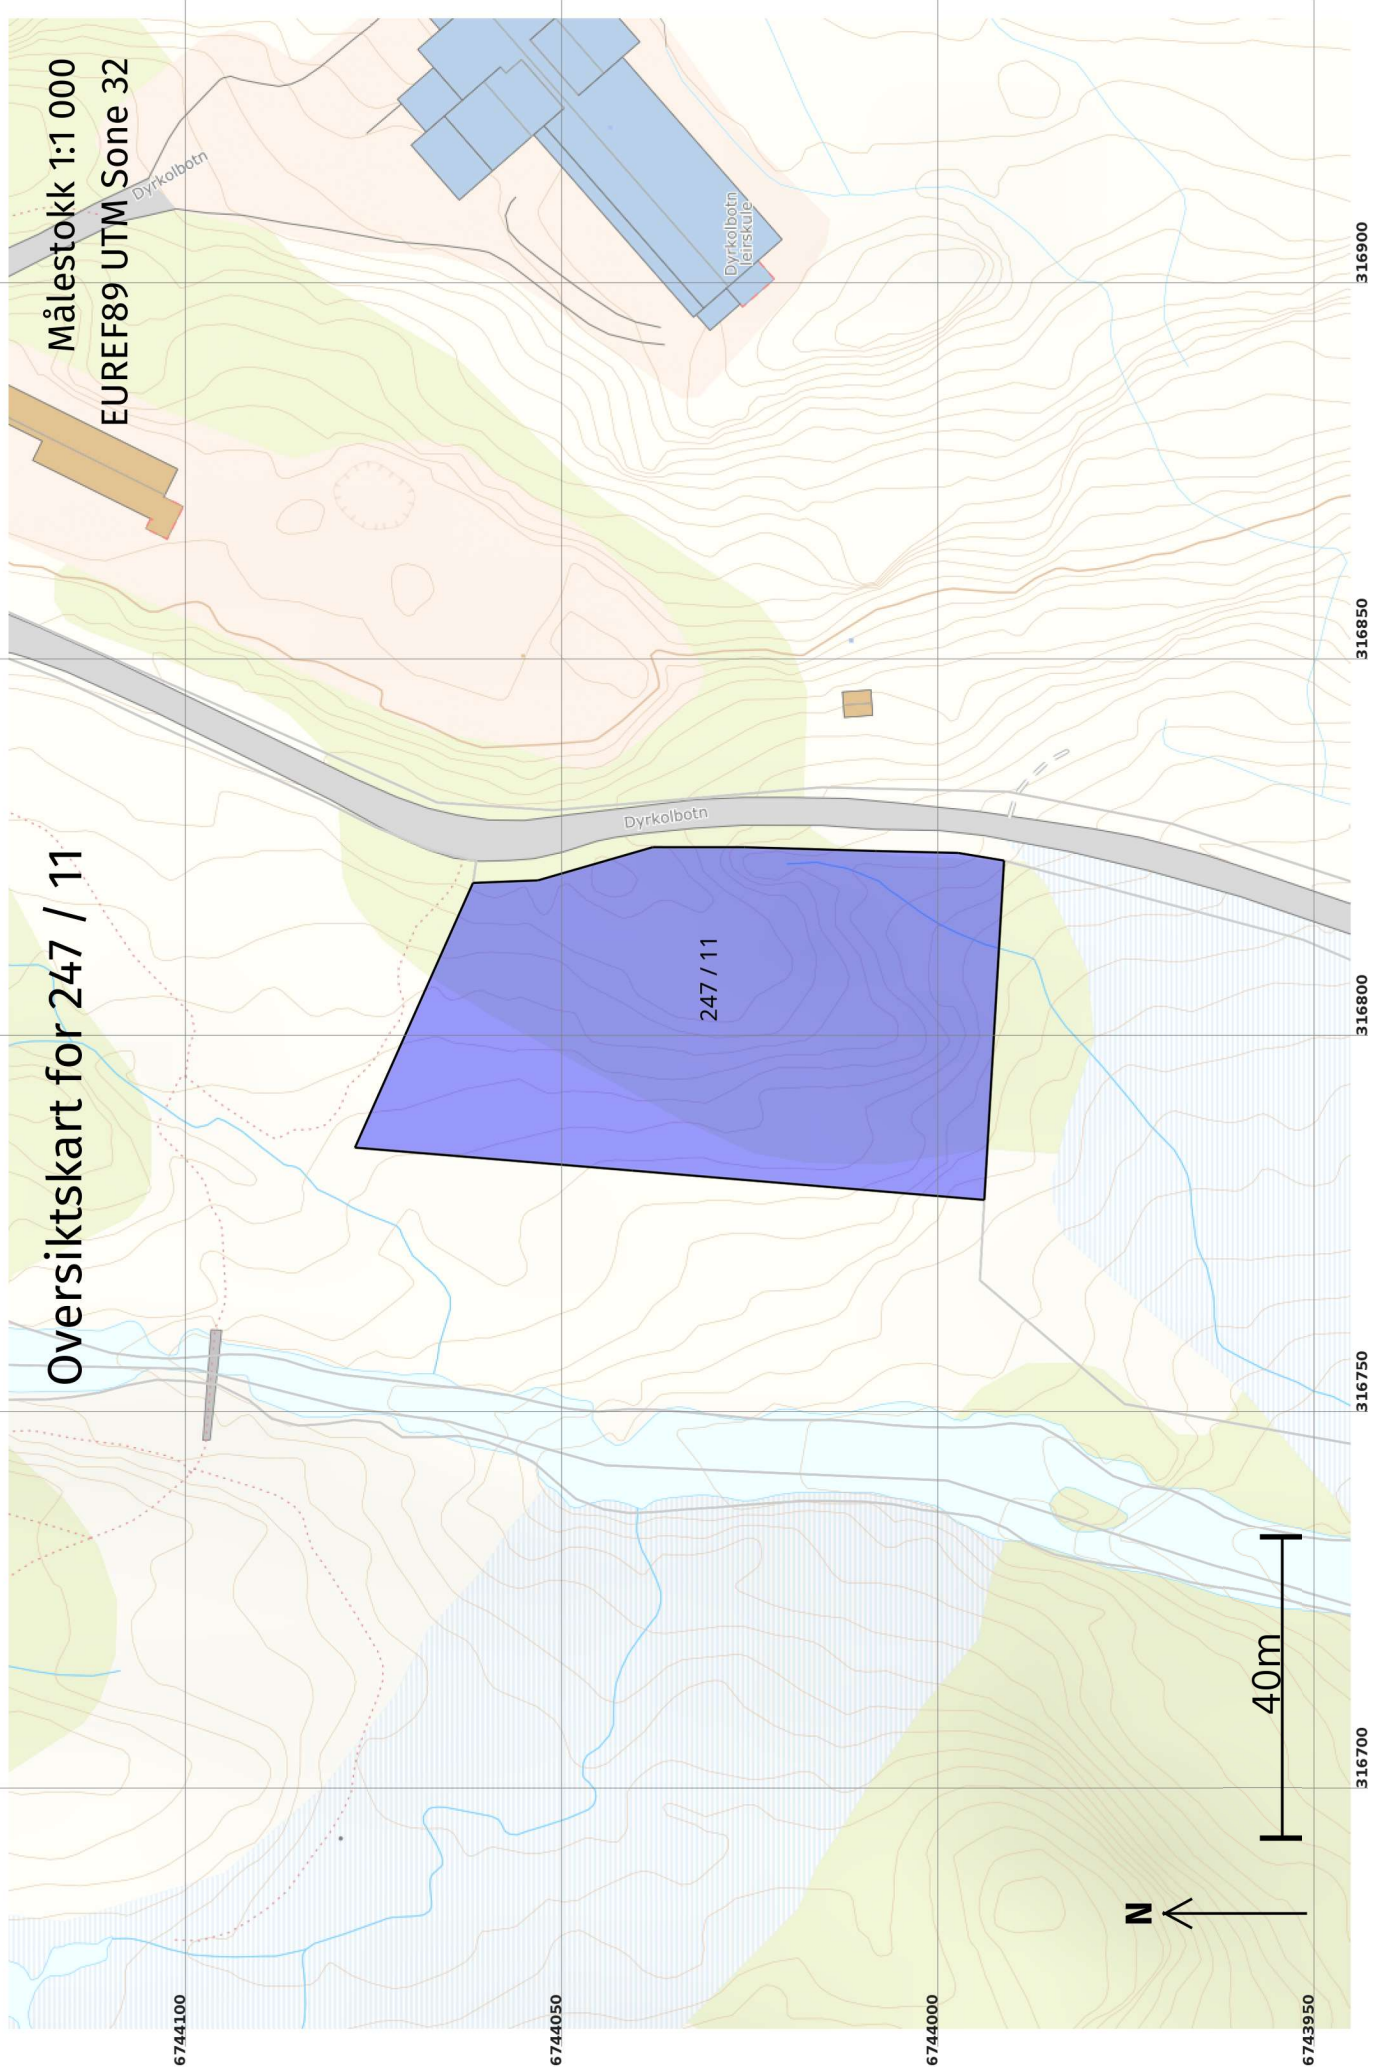 Oversiktskart for 247 / 11
Målestokk 1:1 000
EUREF89 UTM Sone 32
Dyrkolbotn
Dyrkolbotn
leirskule
Dyrkolbotn
247 / 11
6744100
6744050
6744000
6743950
316700
316750
316800
316850
316900
N
40m